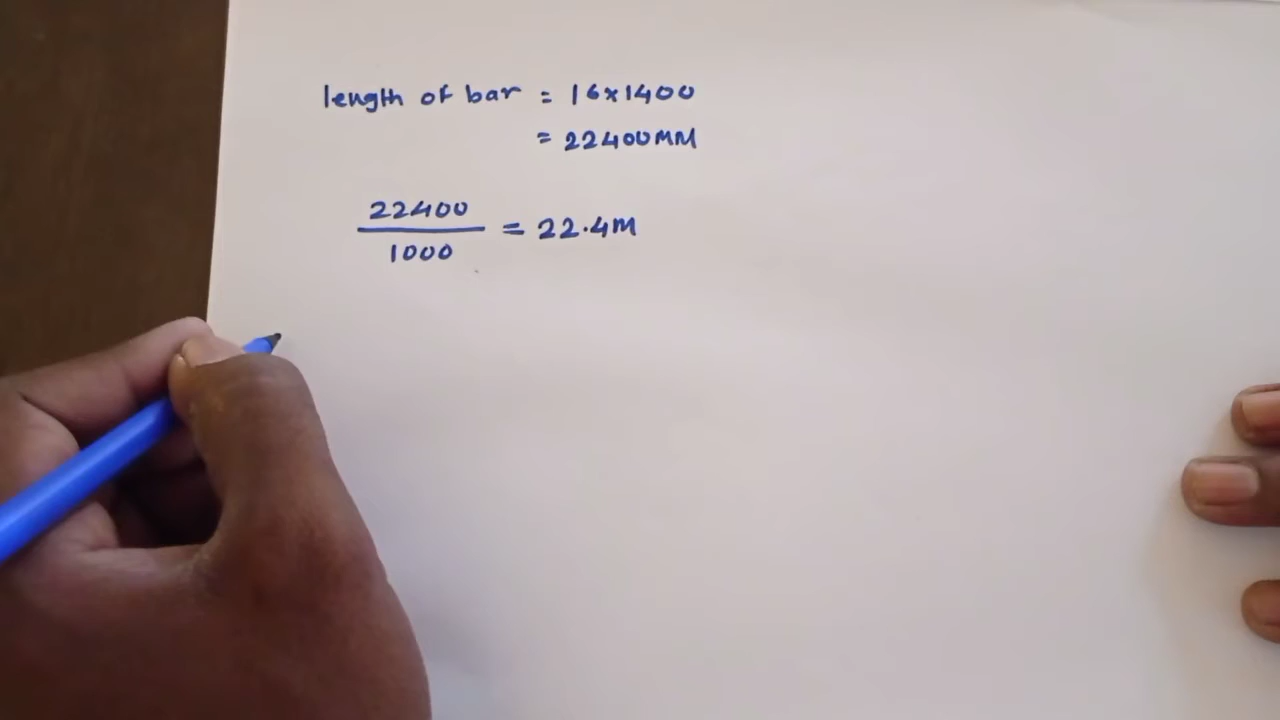 length of bar = 16x1400
= 22400MM
22400
1000
= 22.4M